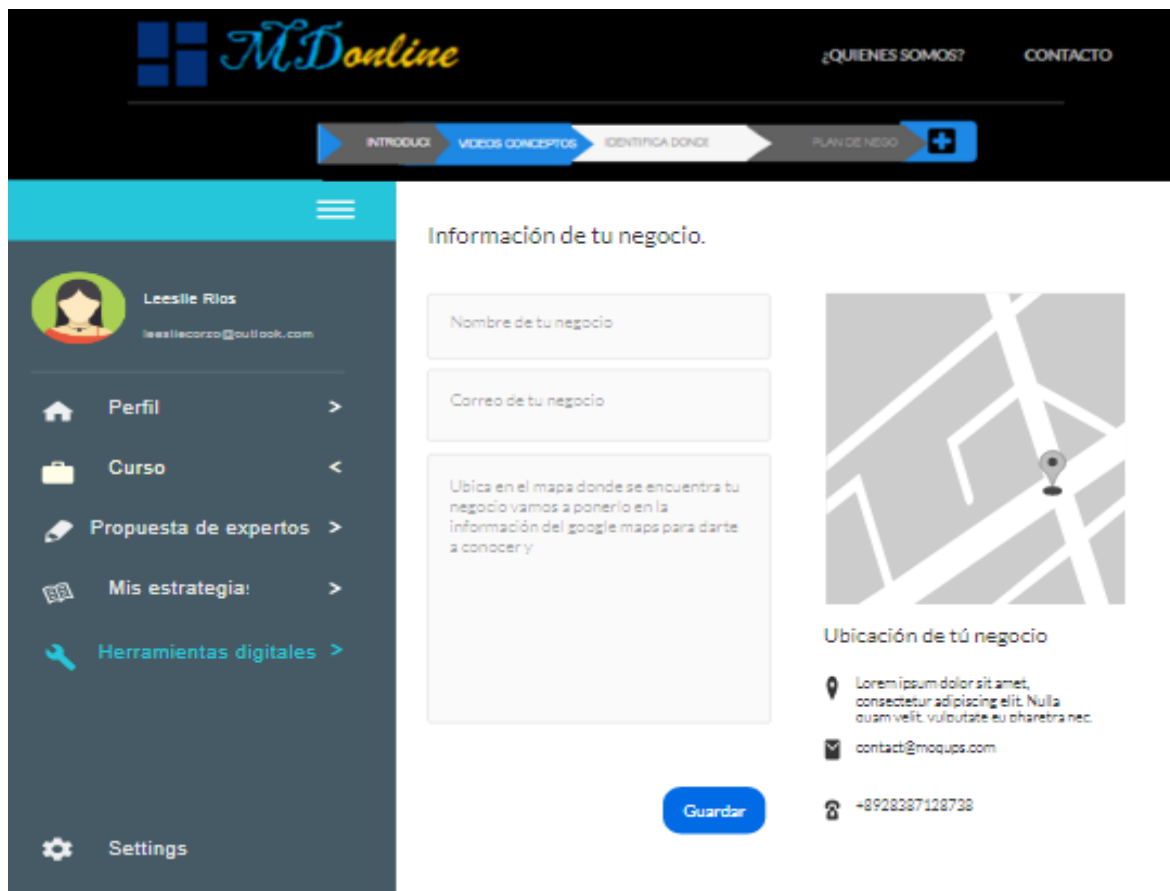 MDonline
¿QUIENES SOMOS?
CONTACTO
INTRODUCI
VIDEOS CONCEPTOS
IDENTIFICA DONDE
PLAN DE NEGO
Leeslie Rios
leesliecorzo@outlook.com
Perfil >
Curso <
Propuesta de expertos >
Mis estrategias >
Herramientas digitales >
Settings
Información de tu negocio.
Nombre de tu negocio
Correo de tu negocio
Ubica en el mapa donde se encuentra tu
negocio vamos a ponerlo en la
información del google maps para darte
a conocer y
Guardar
Ubicación de tú negocio
Lorem ipsum dolor sit amet,
consectetur adipiscing elit. Nulla
quam velit, vulputate eu pharetra nec,
contact@moqups.com
+8928387128738